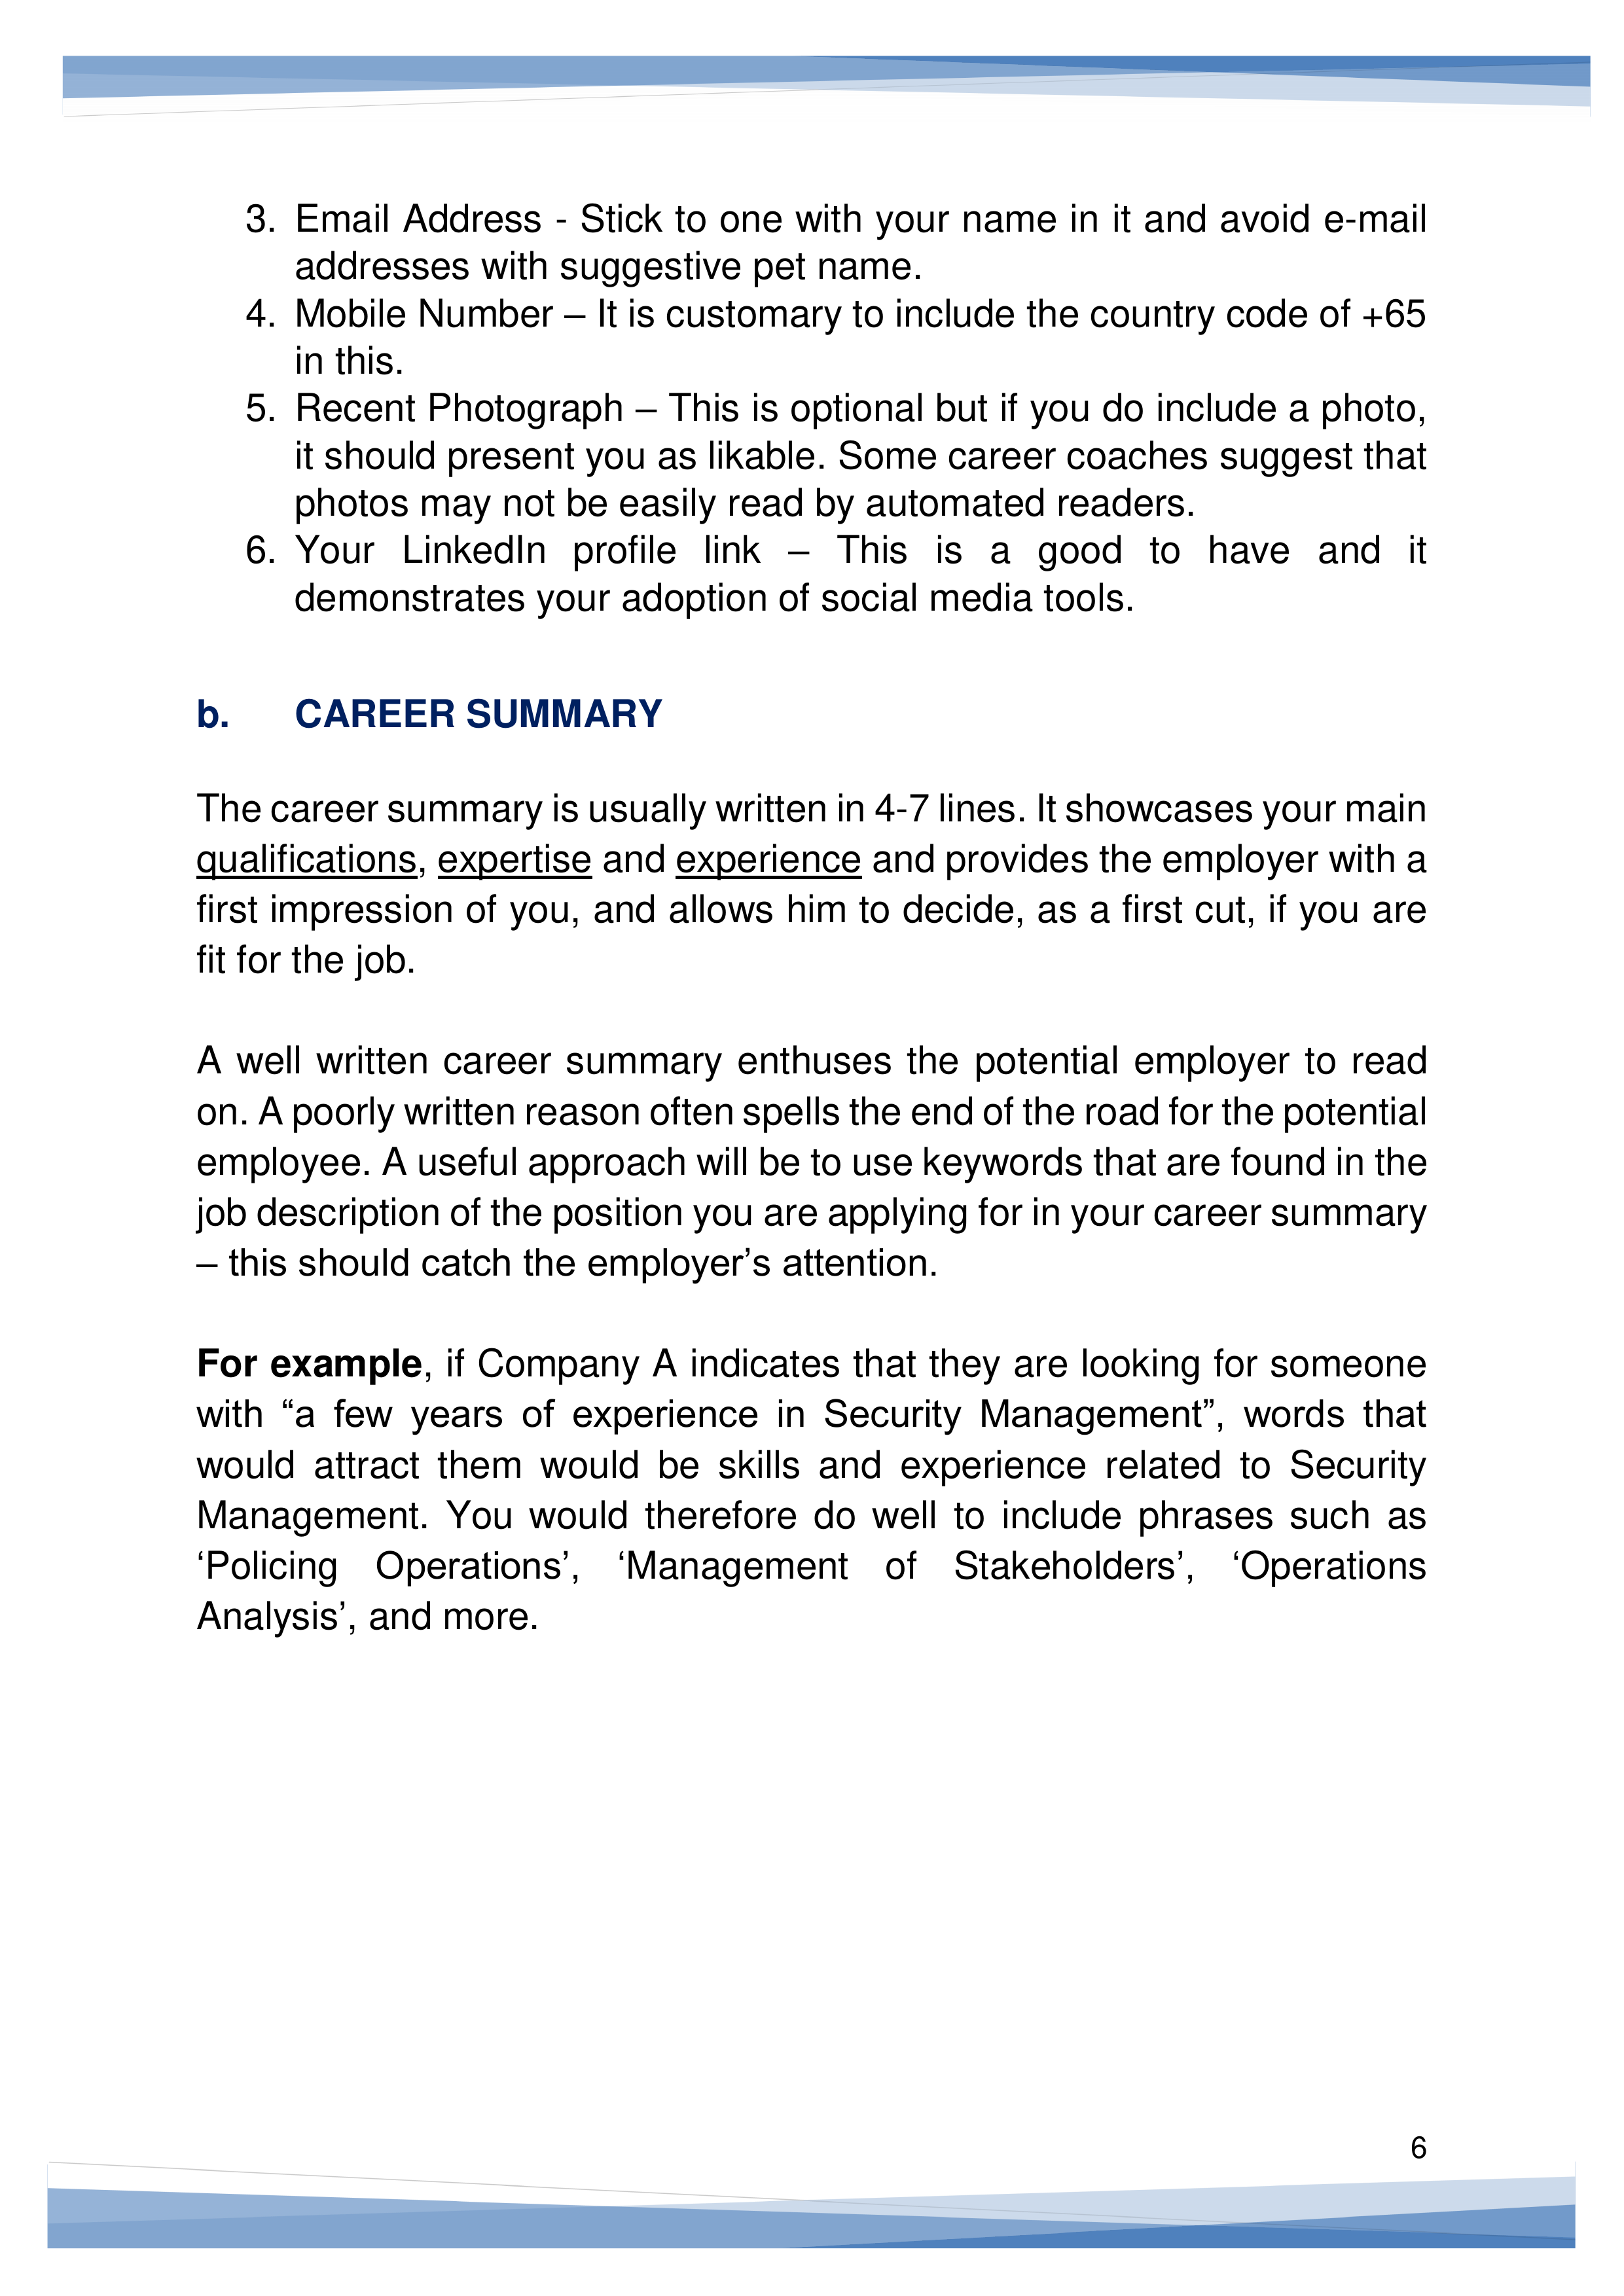 3. Email Address - Stick to one with your name in it and avoid e-mail
addresses with suggestive pet name.
4. Mobile Number – It is customary to include the country code of +65
in this.
5. Recent Photograph – This is optional but if you do include a photo,
it should present you as likable. Some career coaches suggest that
photos may not be easily read by automated readers.
6. Your LinkedIn profile link – This is a good to have and it
demonstrates your adoption of social media tools.
b. CAREER SUMMARY
The career summary is usually written in 4-7 lines. It showcases your main
qualifications, expertise and experience and provides the employer with a
first impression of you, and allows him to decide, as a first cut, if you are
fit for the job.
A well written career summary enthuses the potential employer to read
on. A poorly written reason often spells the end of the road for the potential
employee. A useful approach will be to use keywords that are found in the
job description of the position you are applying for in your career summary
– this should catch the employer’s attention.
For example, if Company A indicates that they are looking for someone
with “a few years of experience in Security Management”, words that
would attract them would be skills and experience related to Security
Management. You would therefore do well to include phrases such as
‘Policing Operations’, ‘Management of Stakeholders’, ‘Operations
Analysis’, and more.
6